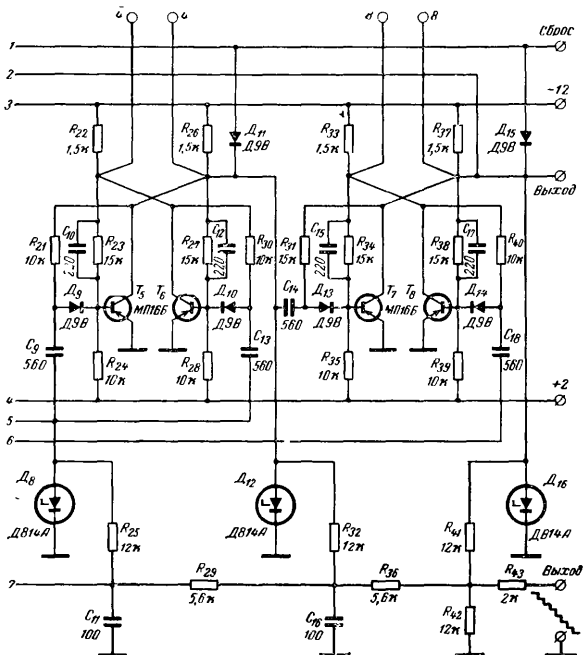 4 4 8 8
1 Сброс
2
3 -12
R22 1,5к R26 1,5к Д11 Д9В R33 1,5к R37 1,5к Д15 Д9В
Выход
R21 10к C10 220 R23 15к R27 15к C12 220 R30 10к R31 15к C15 220 R34 15к R38 15к C17 220 R40 10к
Д9 Д9В T5 T6 МП16Б Д10 Д9В C14 560 Д13 Д9В T7 T8 МП16Б Д14 Д9В
C9 560 R24 10к R28 10к C13 560 R35 10к R39 10к C18 560
4 +2
5
6
Д8 Д814А R25 12к Д12 Д814А R32 12к R41 12к Д16 Д814А
7 R29 5,6к R36 5,6к R43 2к Выход
C11 100 C16 100 R42 12к